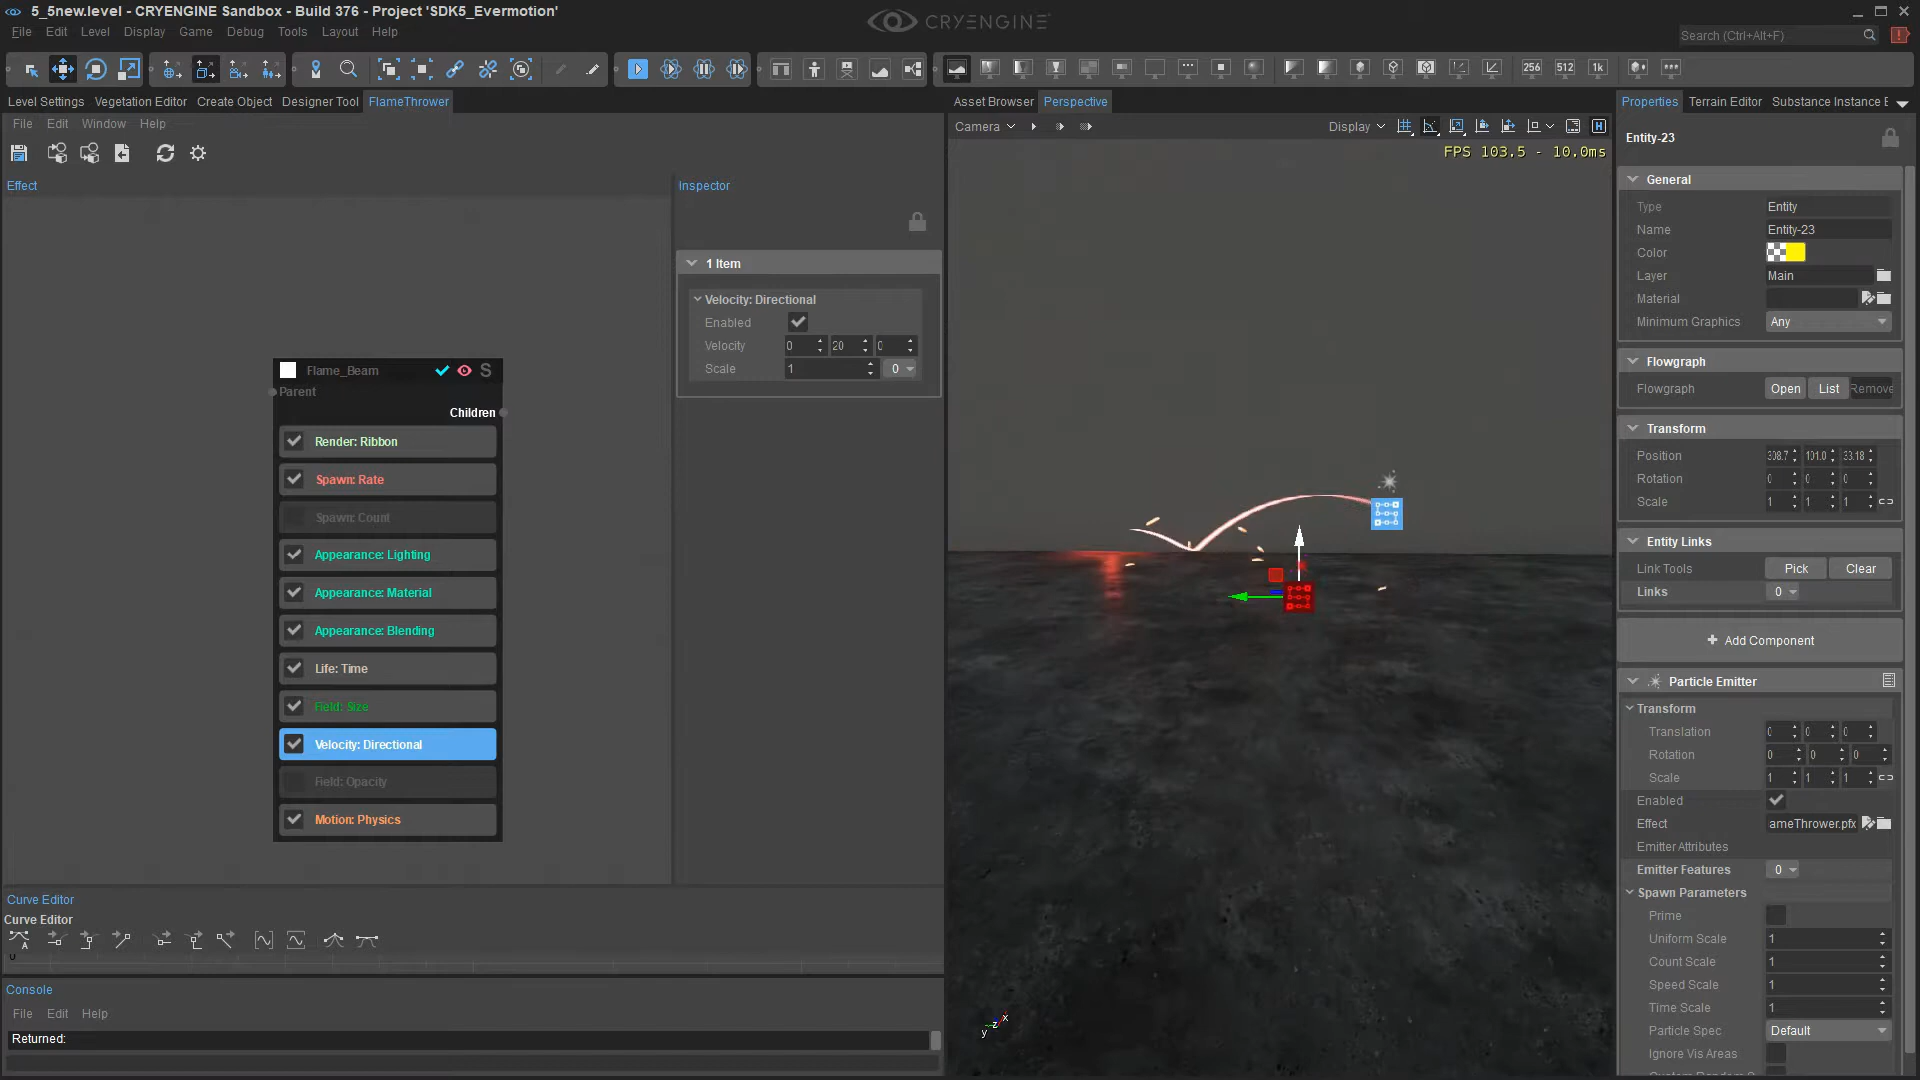 5_5new.level - CRYENGINE Sandbox - Build 376 - Project 'SDK5_Evermotion'
CRYENGINE
File Edit Level Display Game Debug Tools Layout Help
Search (Ctrl+Alt+F)
256 512 1k
Level Settings Vegetation Editor Create Object Designer Tool FlameThrower
Asset Browser Perspective
Properties Terrain Editor Substance Instance E
File Edit Window Help
Camera
Display
H
Entity-23
FPS 103.5 - 10.0ms
Effect
Inspector
1 Item
Velocity: Directional
Enabled
Velocity 0 20 0
Scale 1 0
Flame_Beam S
Parent
Children
Render: Ribbon
Spawn: Rate
Spawn: Count
Appearance: Lighting
Appearance: Material
Appearance: Blending
Life: Time
Field: Size
Velocity: Directional
Field: Opacity
Motion: Physics
General
Type Entity
Name Entity-23
Color
Layer Main
Material
Minimum Graphics Any
Flowgraph
Flowgraph Open List Remove
Transform
Position 308.7 101.0 33.18
Rotation 0 0 0
Scale 1 1 1
Entity Links
Link Tools Pick Clear
Links 0
+ Add Component
Particle Emitter
Transform
Translation 0 0 0
Rotation 0 0 0
Scale 1 1 1
Enabled
Effect ameThrower.pfx
Emitter Attributes
Emitter Features 0
Spawn Parameters
Prime
Uniform Scale 1
Count Scale 1
Speed Scale 1
Time Scale 1
Particle Spec Default
Ignore Vis Areas
Curve Editor
Curve Editor
A
0
Console
File Edit Help
Returned:
x
z
y